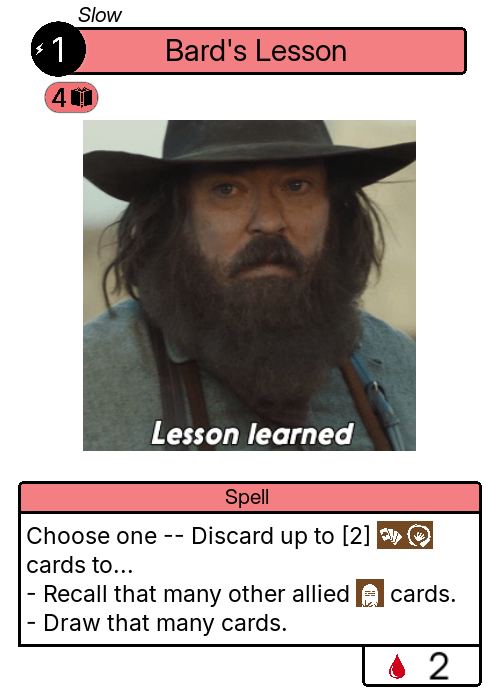 Slow
1
Bard's Lesson
4
Lesson learned
Spell
Choose one -- Discard up to [2]
cards to...
- Recall that many other allied cards.
- Draw that many cards.
2